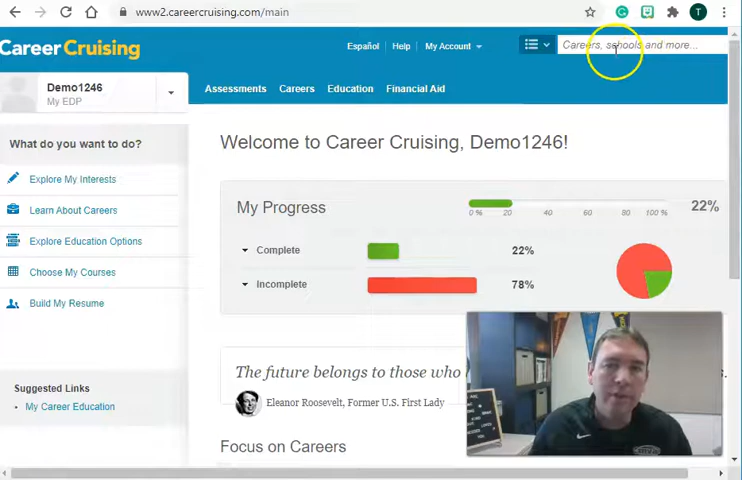 www2.careercruising.com/main
T
Career Cruising
Español Help My Account
Careers, schools and more...
Demo1246
My EDP
Assessments Careers Education Financial Aid
What do you want to do?
Explore My Interests
Learn About Careers
Explore Education Options
Choose My Courses
Build My Resume
Suggested Links
My Career Education
Welcome to Career Cruising, Demo1246!
My Progress
22%
0 % 20 40 60 80 100 %
Complete 22%
Incomplete 78%
The future belongs to those who
Eleanor Roosevelt, Former U.S. First Lady
Focus on Careers